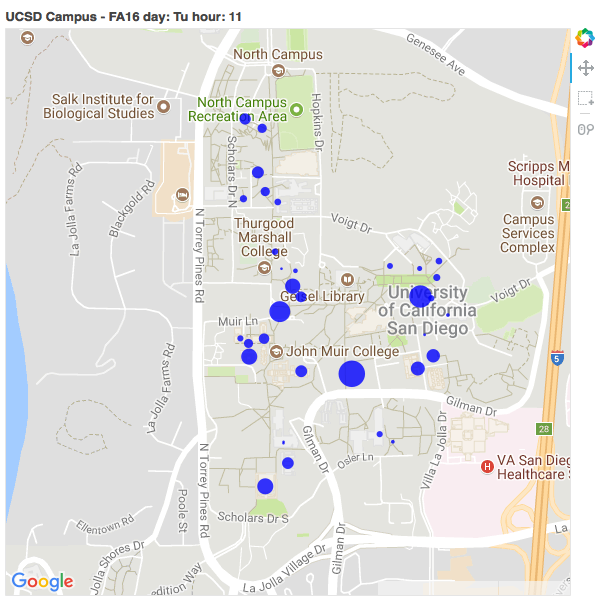 UCSD Campus - FA16 day: Tu hour: 11
Genesee Ave
North Campus
Salk Institute for
Biological Studies
North Campus
Recreation Area
Hopkins Dr
Scholars Dr N
La Jolla Farms Rd
Blackgold Rd
Scripps M
Hospital
2
N Torrey Pines Rd
Thurgood
Marshall
College
Voigt Dr
Campus
Services
Complex
Geisel Library
University
of California
San Diego
Voigt Dr
Muir Ln
John Muir College
5
La Jolla Farms Rd
Gilman Dr
Gilman Dr
Villa La Jolla Dr
28
N Torrey Pines Rd
Osler Ln
H
VA San Dieg
Healthcare S
Poole St
Ellentown Rd
Scholars Dr S
La
La Jolla Shores Dr
Gilman Dr
La Jolla Village Dr
edition Way
Google